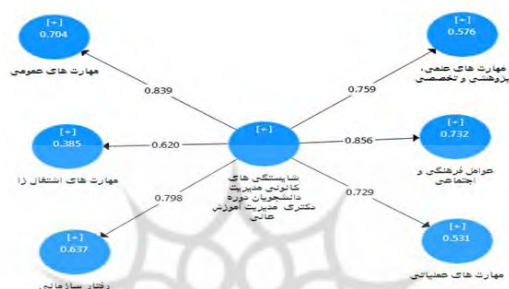 [+]
0.704
مهارت های عمومی
[+]
0.576
مهارت های علمی،
پژوهشی و تخصصی
0.839
0.759
[+]
0.385
مهارت های اشتغال زا
0.620
[+]
0.856
[+]
0.732
عوامل فرهنگی و
اجتماعی
شایستگی های
کانونی مدیریت
دانشجویان دوره
دکتری مدیریت آموزش
عالی
0.798
0.729
[+]
0.637
رفتار سازمانی
[+]
0.531
مهارت های عملیاتی